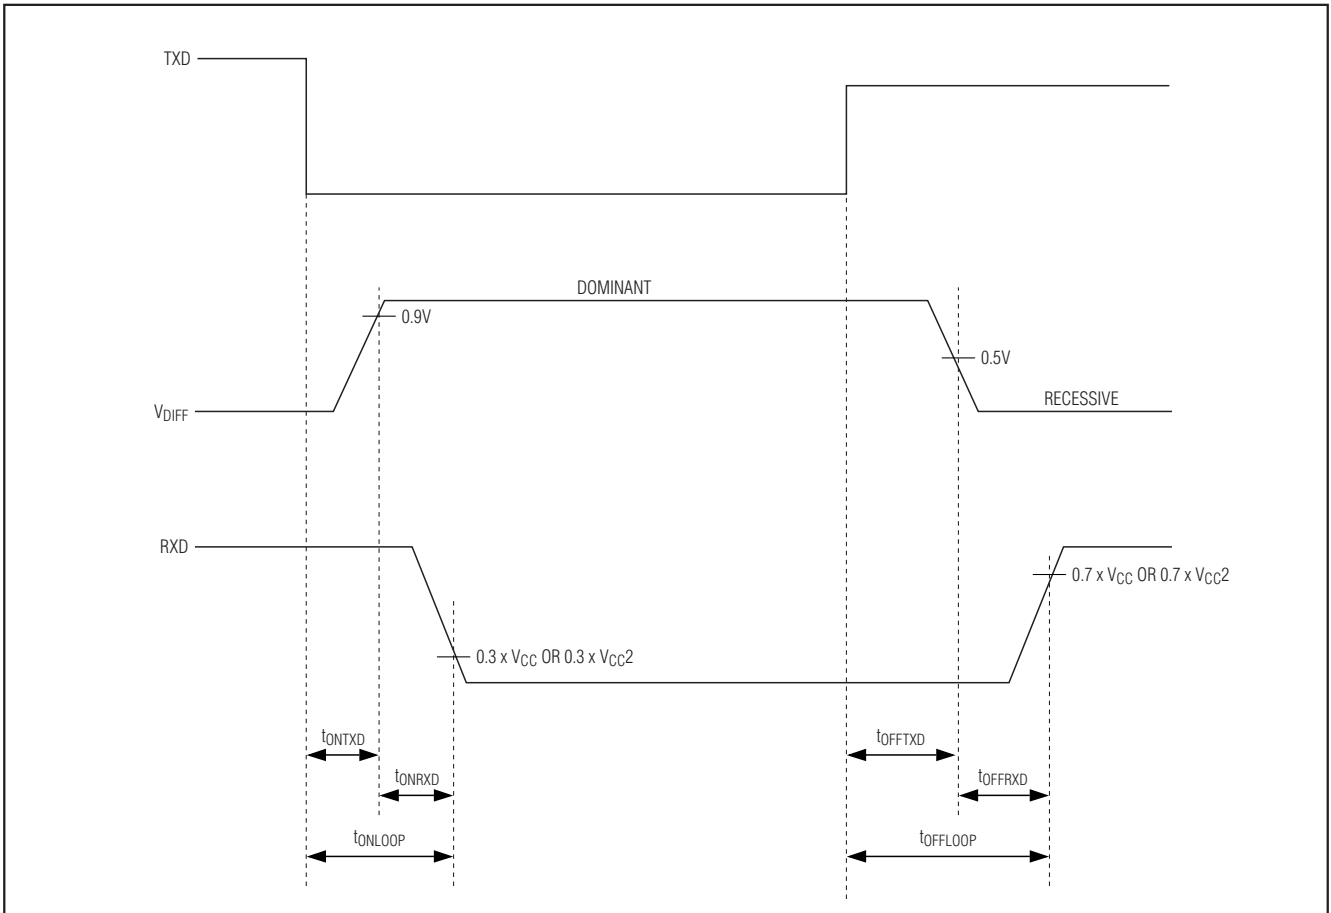 TXD
DOMINANT
0.9V
0.5V
RECESSIVE
VDIFF
RXD
0.7 x VCC OR 0.7 x VCC2
0.3 x VCC OR 0.3 x VCC2
tONTXD
tOFFTXD
tONRXD
tOFFRXD
tONLOOP
tOFFLOOP